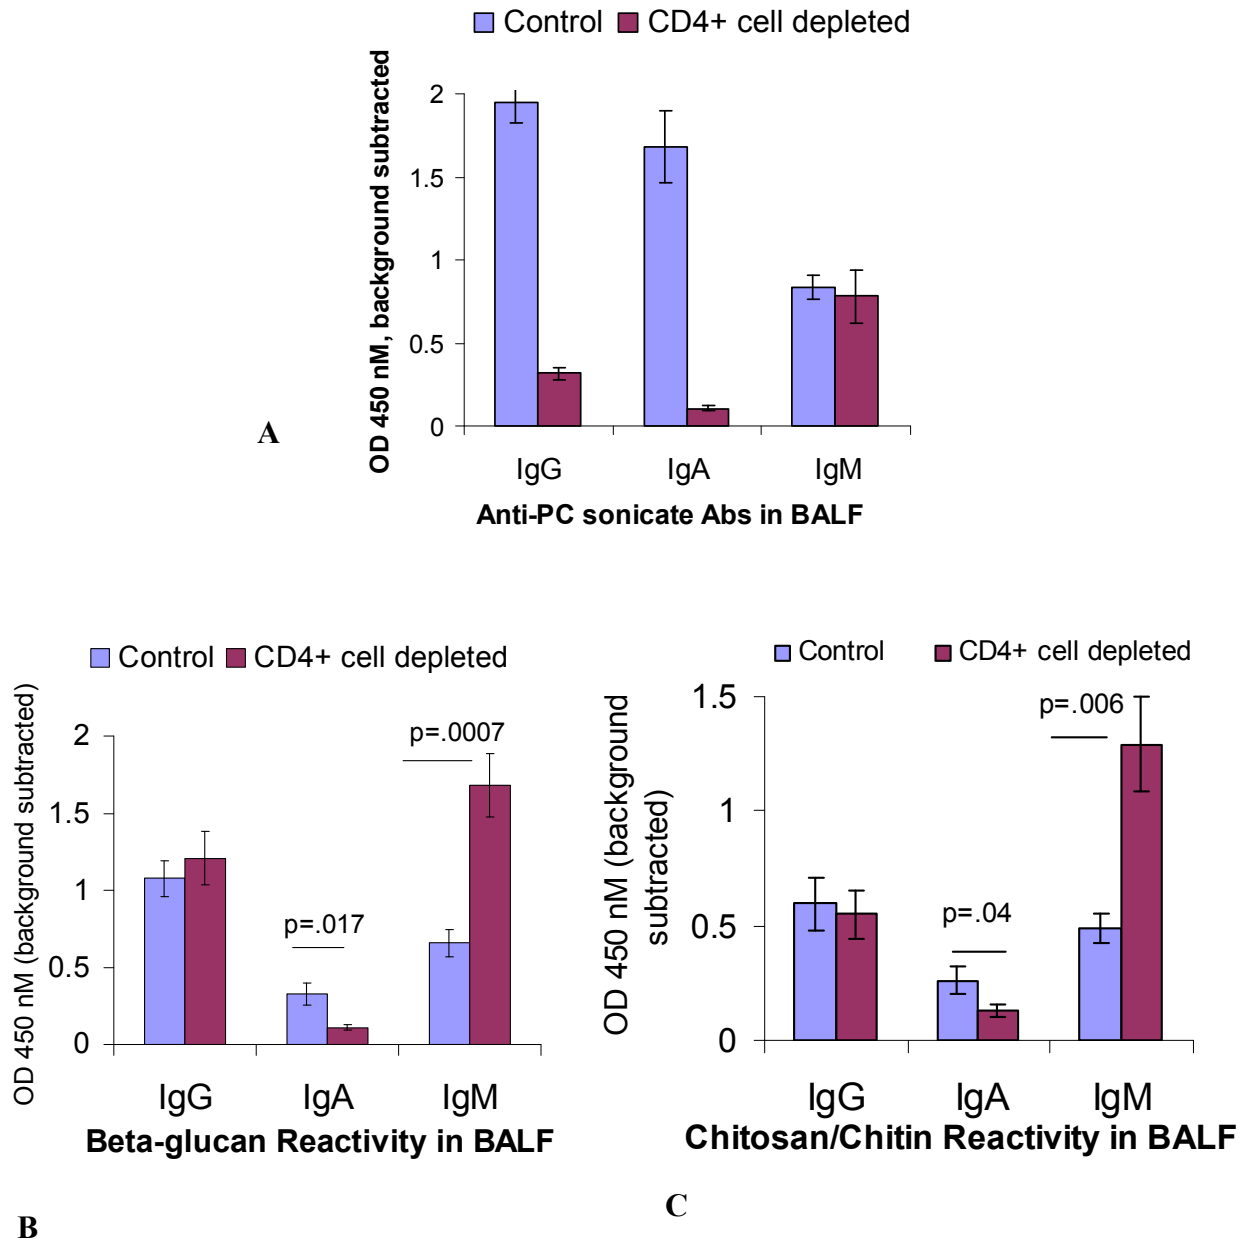 Control CD4+ cell depleted
OD 450 nM, background subtracted
2
1.5
1
0.5
0
IgG IgA IgM
Anti-PC sonicate Abs in BALF
A
Control CD4+ cell depleted
OD 450 nM (background subtracted)
2
1.5
1
0.5
0
p=.017
p=.0007
IgG IgA IgM
Beta-glucan Reactivity in BALF
B
Control CD4+ cell depleted
OD 450 nM (background
subtracted)
1.5
1
0.5
0
p=.04
p=.006
IgG IgA IgM
Chitosan/Chitin Reactivity in BALF
C